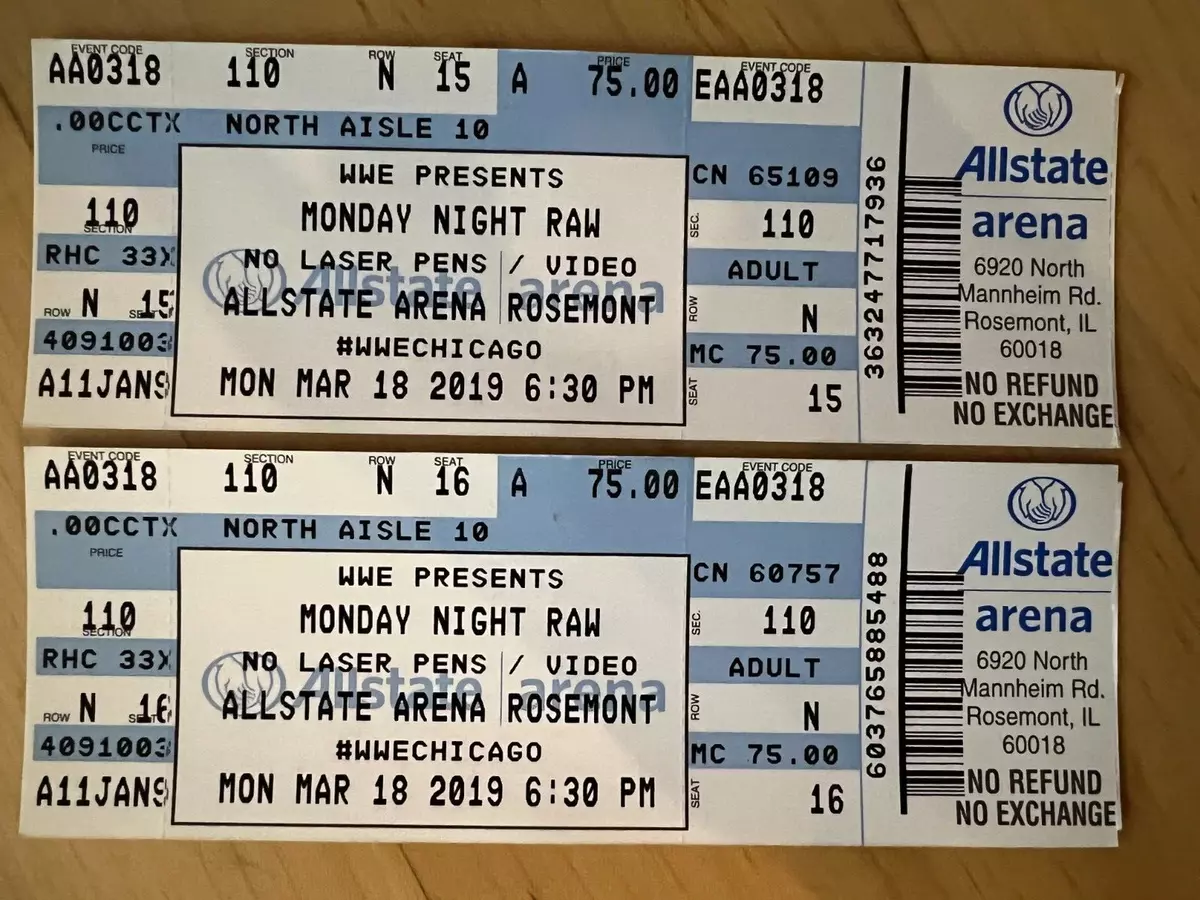 EVENT CODE SECTION ROW SEAT PRICE EVENT CODE
AA0318 110 N 15 A 75.00 EAA0318
.00CCTX NORTH AISLE 10
PRICE
WWE PRESENTS
CN 65109
110
SECTION
MONDAY NIGHT RAW
SEC. 110
RHC 33X
NO LASER PENS / VIDEO
ADULT
Allstate arena
ROW N SEAT 15
ALLSTATE ARENA ROSEMONT
ROW N
4091003
#WWECHICAGO
MC 75.00
A11JAN9
MON MAR 18 2019 6:30 PM
SEAT 15
363247717936
Allstate
arena
6920 North
Mannheim Rd.
Rosemont, IL
60018
NO REFUND
NO EXCHANGE
EVENT CODE SECTION ROW SEAT PRICE EVENT CODE
AA0318 110 N 16 A 75.00 EAA0318
.00CCTX NORTH AISLE 10
PRICE
WWE PRESENTS
CN 60757
110
SECTION
MONDAY NIGHT RAW
SEC. 110
RHC 33X
NO LASER PENS / VIDEO
ADULT
Allstate arena
ROW N SEAT 16
ALLSTATE ARENA ROSEMONT
ROW N
4091003
#WWECHICAGO
MC 75.00
A11JAN9
MON MAR 18 2019 6:30 PM
SEAT 16
603765885488
Allstate
arena
6920 North
Mannheim Rd.
Rosemont, IL
60018
NO REFUND
NO EXCHANGE